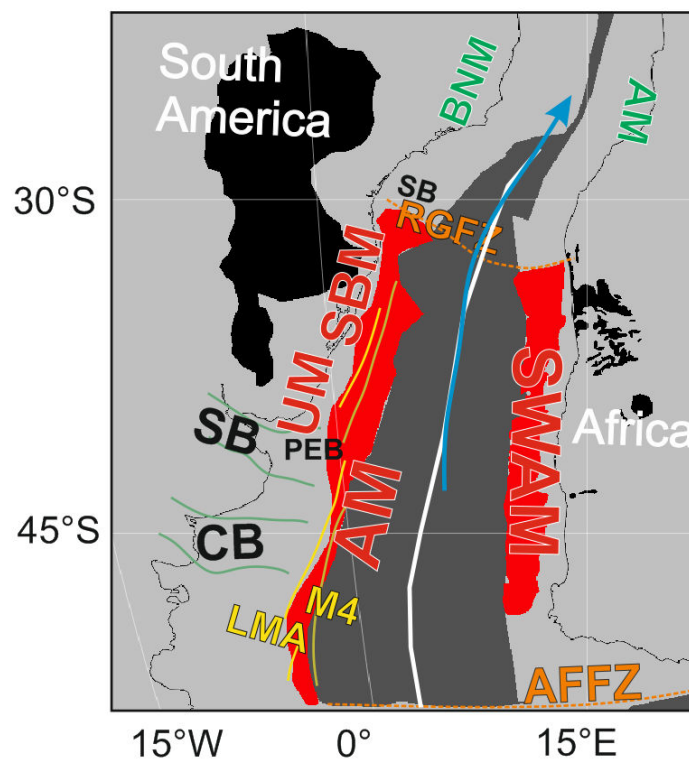 South
America
BNM
AM
30°S
SB
RGFZ
SBM
UM
SB
PEB
SWAM
Africa
AM
45°S
CB
M4
LMA
AFFZ
15°W
0°
15°E